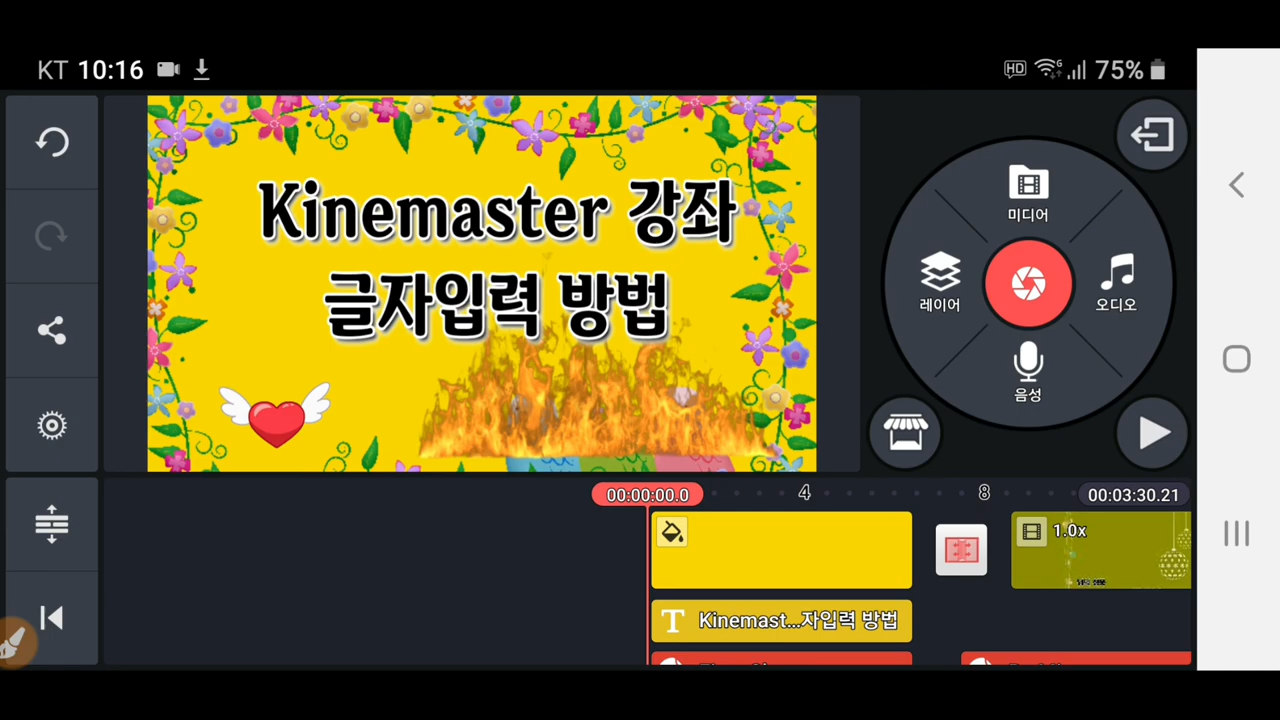 KT 10:16
HD 75%
Kinemaster 강좌
글자입력 방법
미디어
레이어
오디오
음성
00:00:00.0
4
8
00:03:30.21
1.0x
Kinemast...자입력 방법